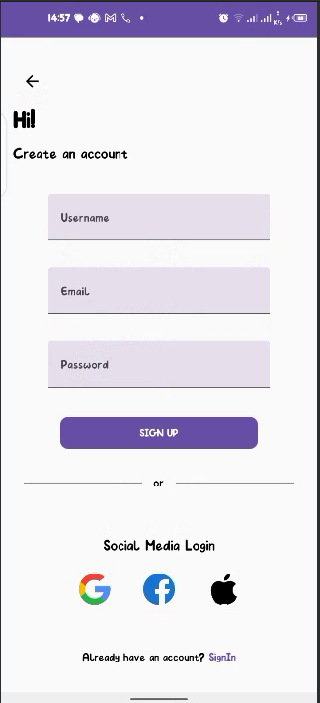 14:57
K/s
Hi!
Create an account
Username
Email
Password
SIGN UP
or
Social Media Login
Already have an account? SignIn